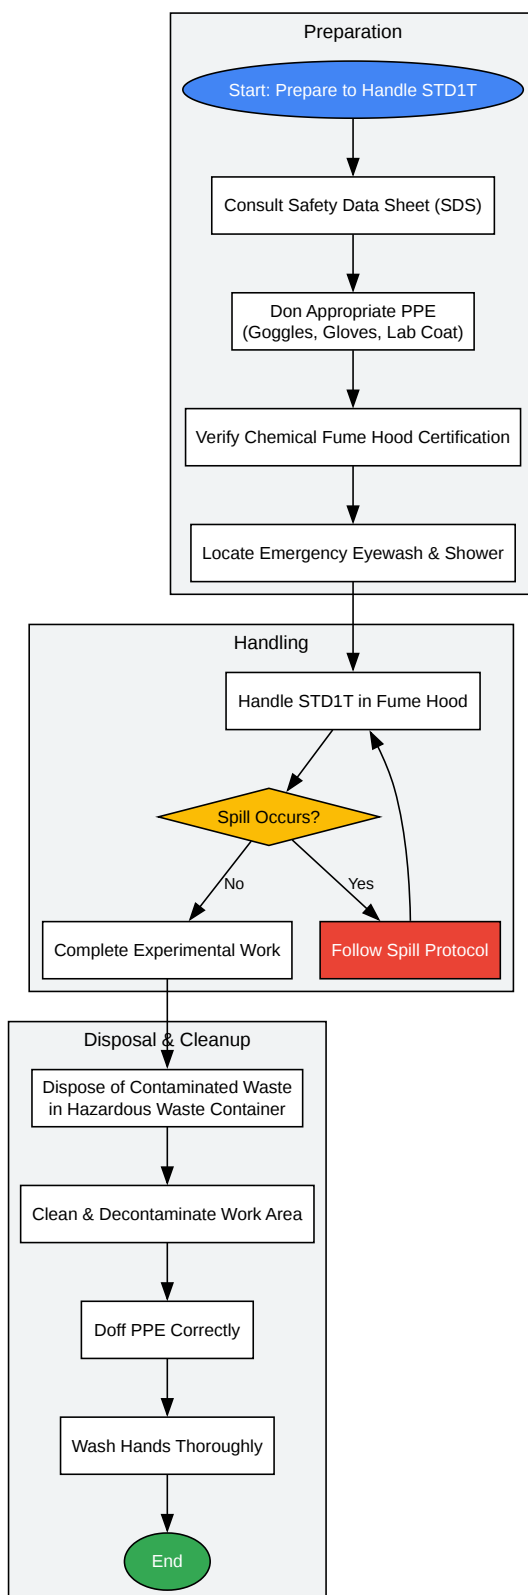 Preparation
Start: Prepare to Handle STD1T
Consult Safety Data Sheet (SDS)
Don Appropriate PPE
(Goggles, Gloves, Lab Coat)
Verify Chemical Fume Hood Certification
Locate Emergency Eyewash & Shower
Handling
Handle STD1T in Fume Hood
Spill Occurs?
No
Yes
Complete Experimental Work
Follow Spill Protocol
Disposal & Cleanup
Dispose of Contaminated Waste
in Hazardous Waste Container
Clean & Decontaminate Work Area
Doff PPE Correctly
Wash Hands Thoroughly
End